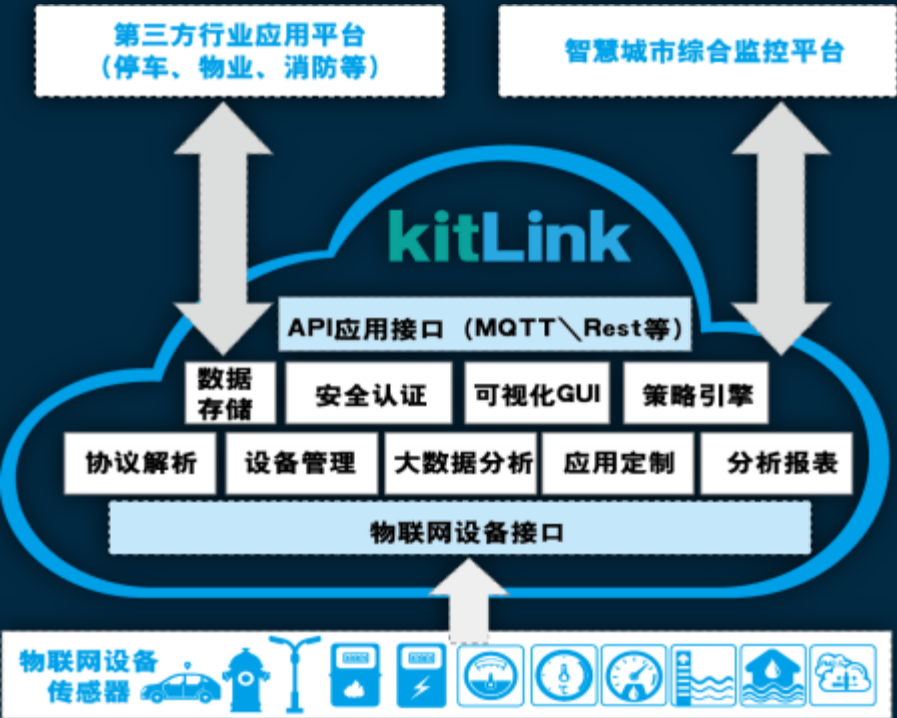 第三方行业应用平台
（停车、物业、消防等）
智慧城市综合监控平台
kitLink
API应用接口（MQTT＼Rest等）
数据
存储
安全认证
可视化GUI
策略引擎
协议解析
设备管理
大数据分析
应用定制
分析报表
物联网设备接口
物联网设备
传感器